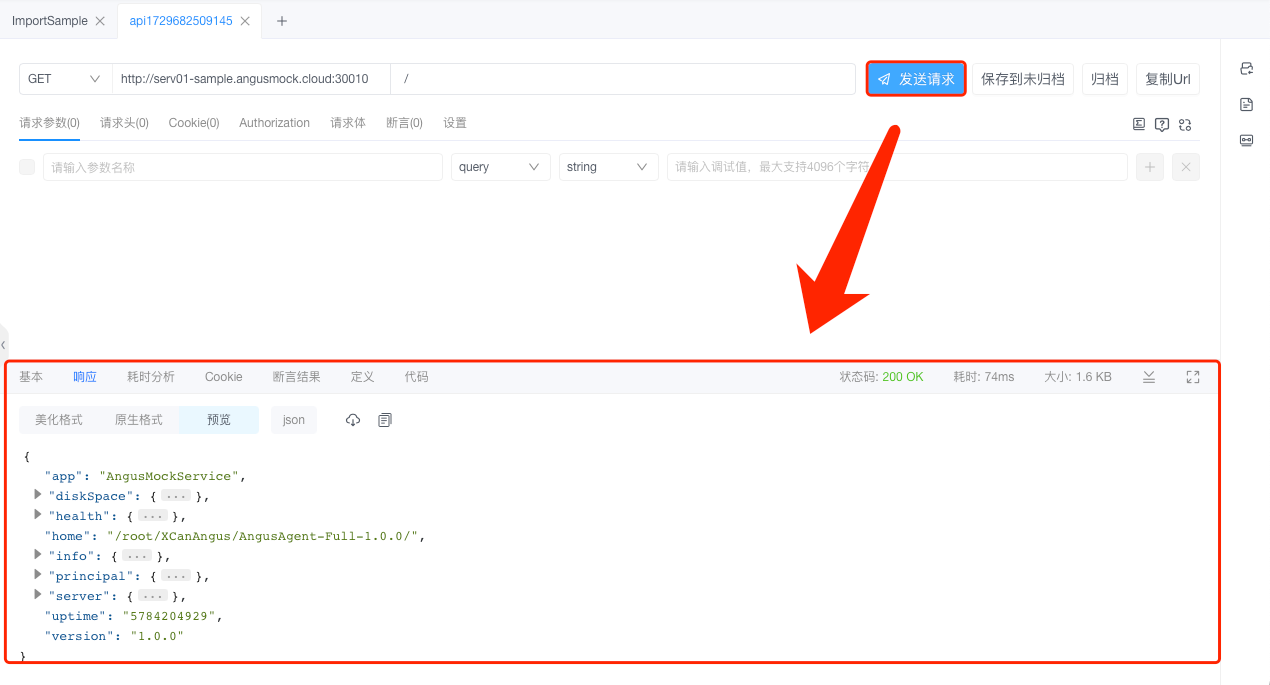 ImportSample
api1729682509145
GET http://serv01-sample.angusmock.cloud:30010 / 发送请求 保存到未归档 归档 复制Url
请求参数(0) 请求头(0) Cookie(0) Authorization 请求体 断言(0) 设置
请输入参数名称 query string 请输入调试值，最大支持4096个字符
基本 响应 耗时分析 Cookie 断言结果 定义 代码 状态码: 200 OK 耗时: 74ms 大小: 1.6 KB
美化格式 原生格式 预览 json
{
"app": "AngusMockService",
"diskSpace": { ... },
"health": { ... },
"home": "/root/XCanAngus/AngusAgent-Full-1.0.0/",
"info": { ... },
"principal": { ... },
"server": { ... },
"uptime": "5784204929",
"version": "1.0.0"
}